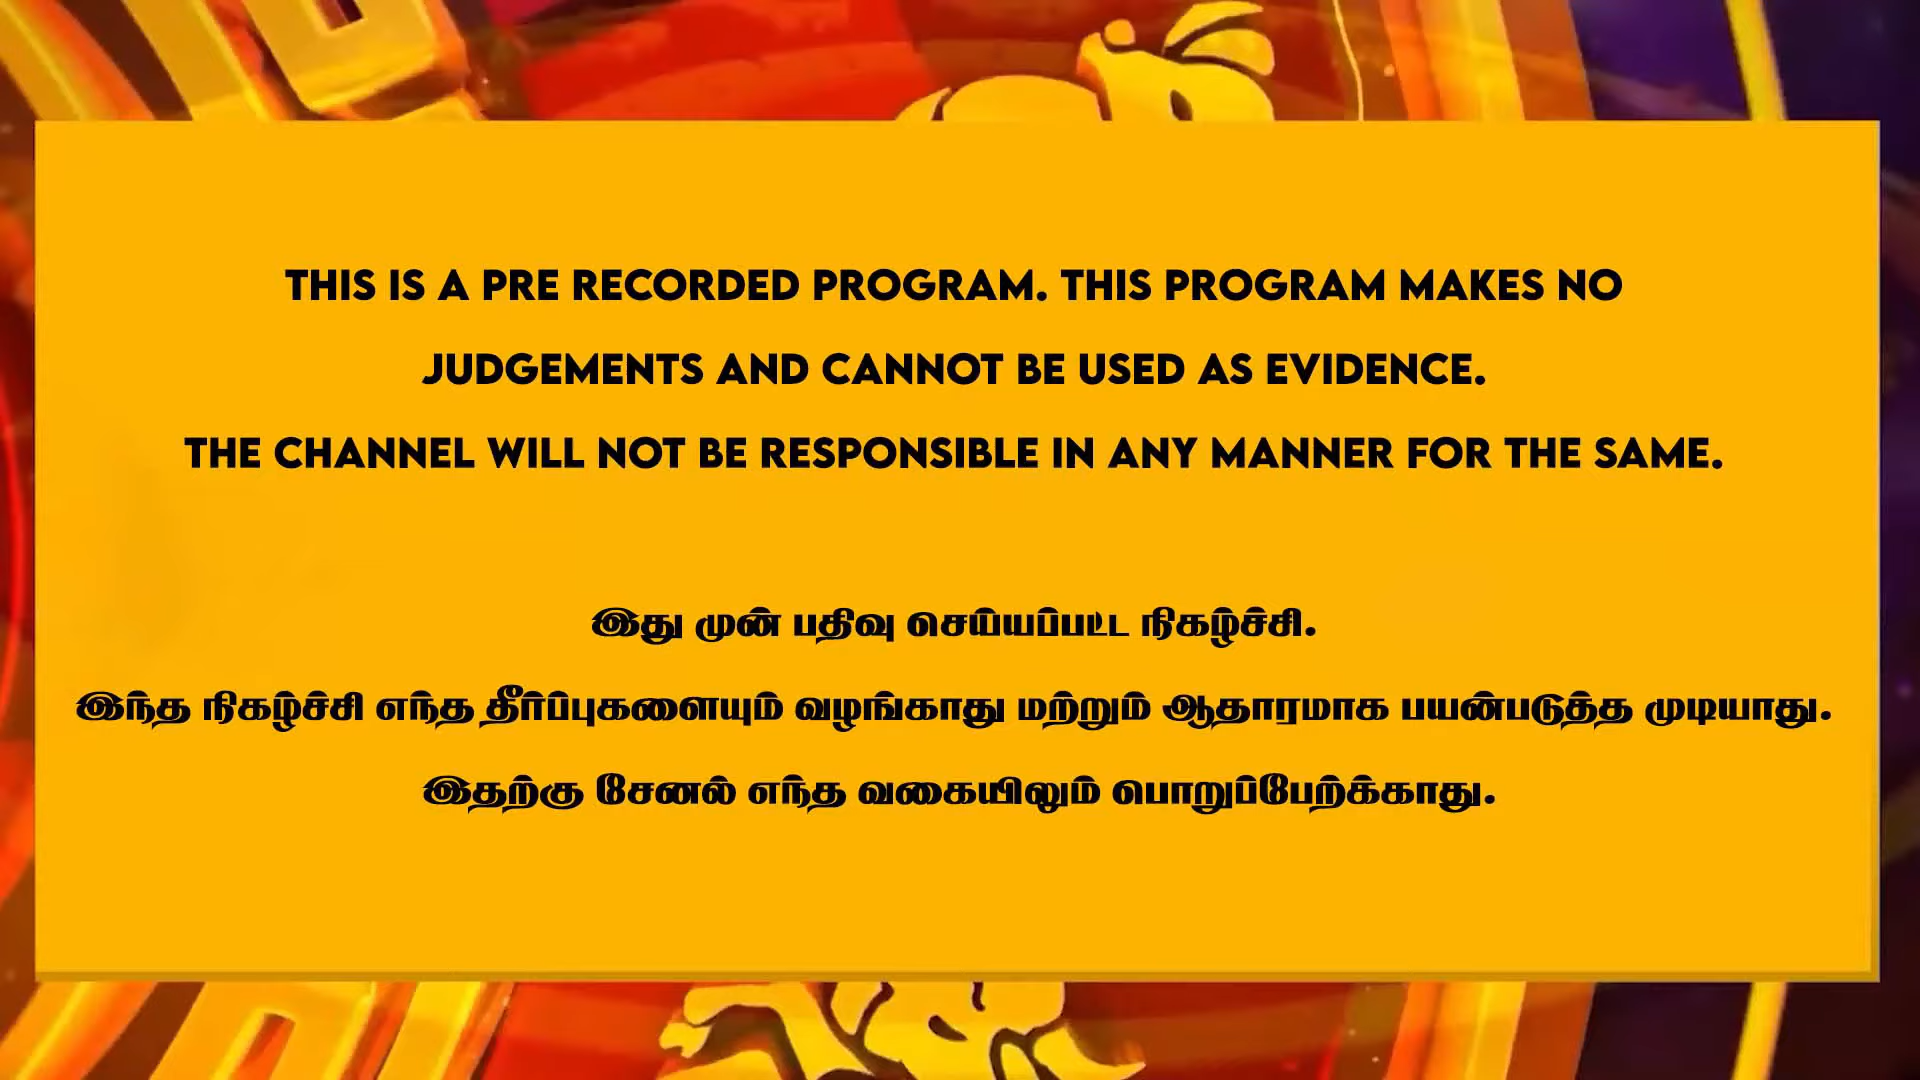 THIS IS A PRE RECORDED PROGRAM. THIS PROGRAM MAKES NO
JUDGEMENTS AND CANNOT BE USED AS EVIDENCE.
THE CHANNEL WILL NOT BE RESPONSIBLE IN ANY MANNER FOR THE SAME.
இது முன் பதிவு செய்யப்பட்ட நிகழ்ச்சி.
இந்த நிகழ்ச்சி எந்த தீர்ப்புகளையும் வழங்காது மற்றும் ஆதாரமாக பயன்படுத்த முடியாது.
இதற்கு சேனல் எந்த வகையிலும் பொறுப்பேற்க்காது.